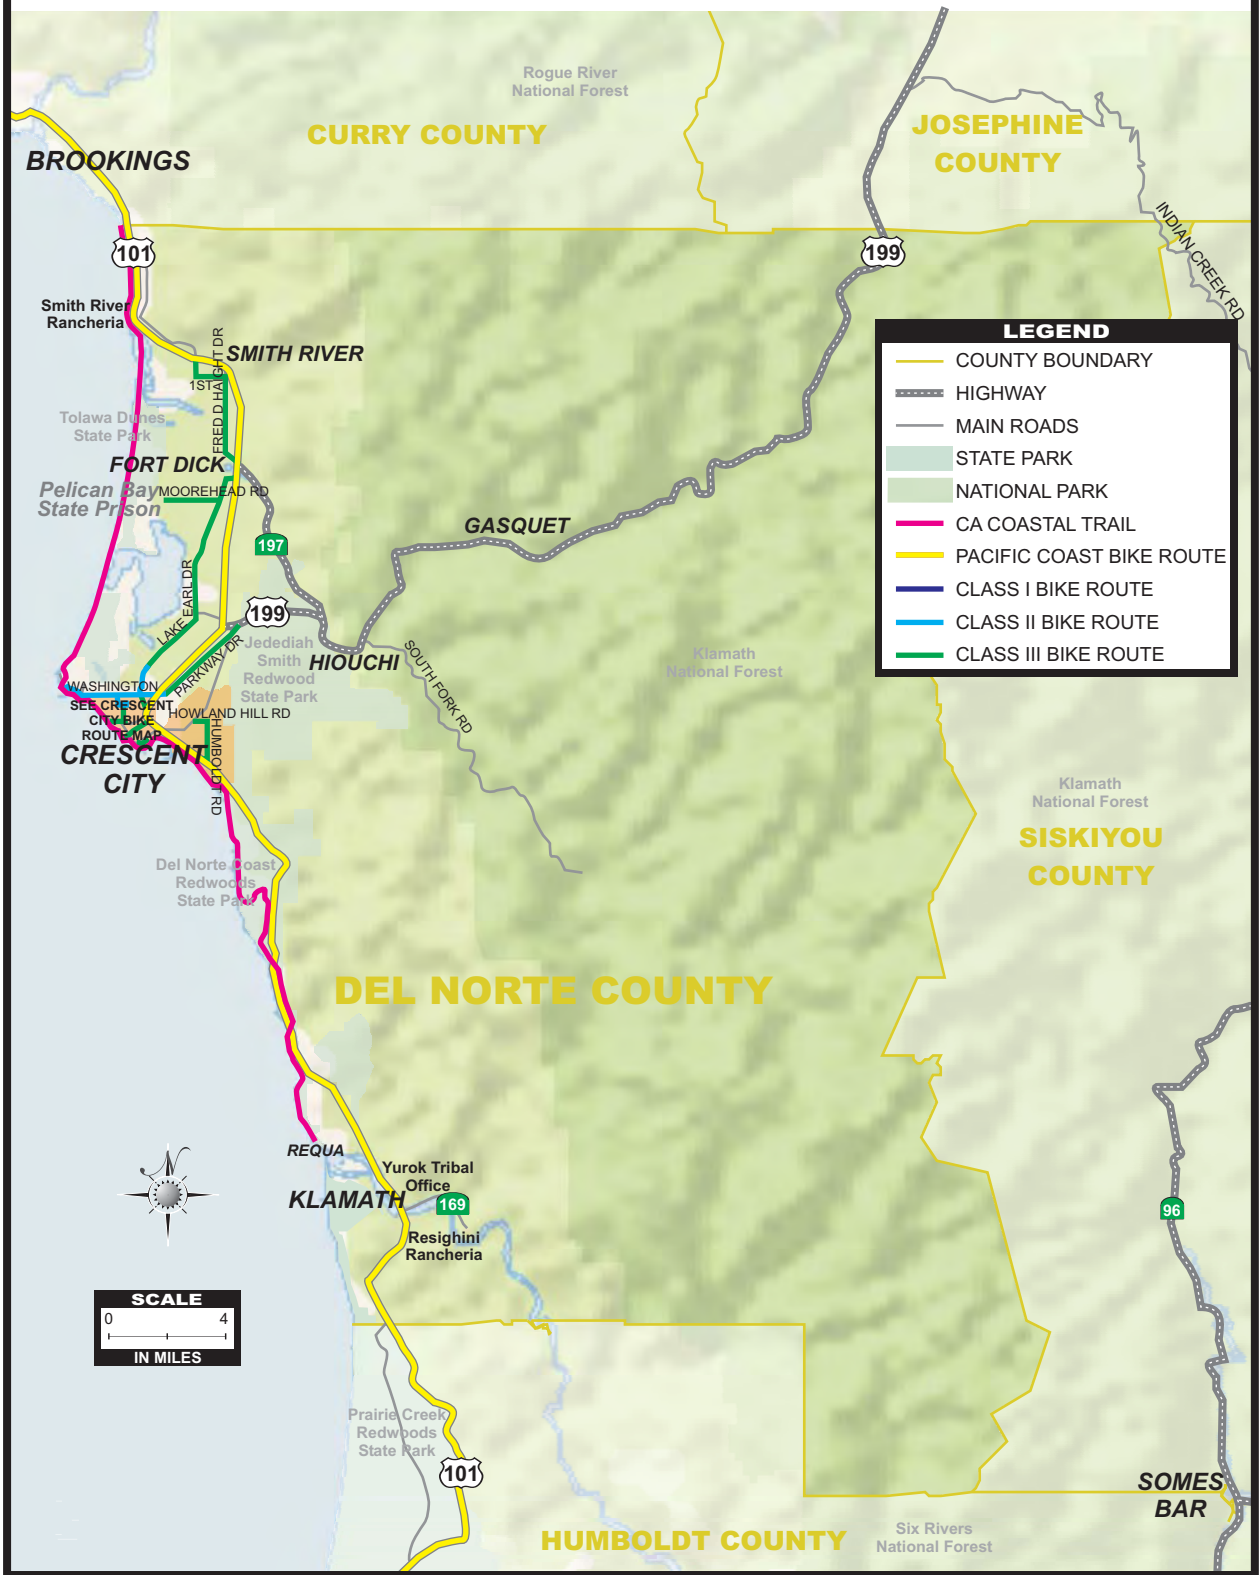 Rogue River
National Forest
CURRY COUNTY
JOSEPHINE
COUNTY
BROOKINGS
INDIAN CREEK RD
101
199
Smith River
Rancheria
LEGEND
COUNTY BOUNDARY
HIGHWAY
MAIN ROADS
STATE PARK
NATIONAL PARK
CA COASTAL TRAIL
PACIFIC COAST BIKE ROUTE
CLASS I BIKE ROUTE
CLASS II BIKE ROUTE
CLASS III BIKE ROUTE
SMITH RIVER
FRED D HAIGHT DR
1ST
Tolawa Dunes
State Park
FORT DICK
Pelican Bay
State Prison
MOOREHEAD RD
GASQUET
197
LAKE EARL DR
199
PARKWAY DR
Jedediah
Smith
Redwood
State Park
HIOUCHI
SOUTH FORK RD
Klamath
National Forest
WASHINGTON
SEE CRESCENT
CITY BIKE
ROUTE MAP
HOWLAND HILL RD
HUMBOLDT RD
CRESCENT
CITY
Klamath
National Forest
SISKIYOU
COUNTY
Del Norte Coast
Redwoods
State Park
DEL NORTE COUNTY
N
REQUA
Yurok Tribal
Office
KLAMATH
169
96
Resighini
Rancheria
SCALE
0 4
IN MILES
Prairie Creek
Redwoods
State Park
101
SOMES
BAR
HUMBOLDT COUNTY
Six Rivers
National Forest